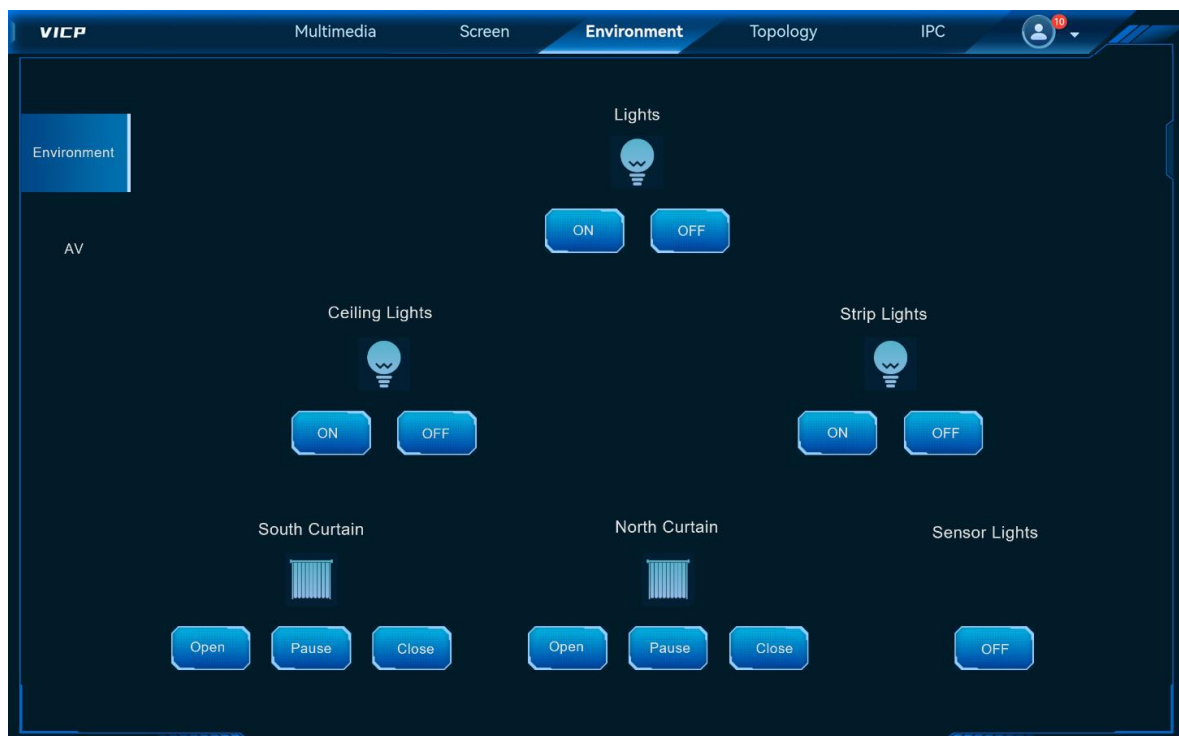 VICP Multimedia Screen Environment Topology IPC 10
Lights
Environment
ON OFF
AV
Ceiling Lights Strip Lights
ON OFF ON OFF
South Curtain North Curtain Sensor Lights
Open Pause Close Open Pause Close OFF